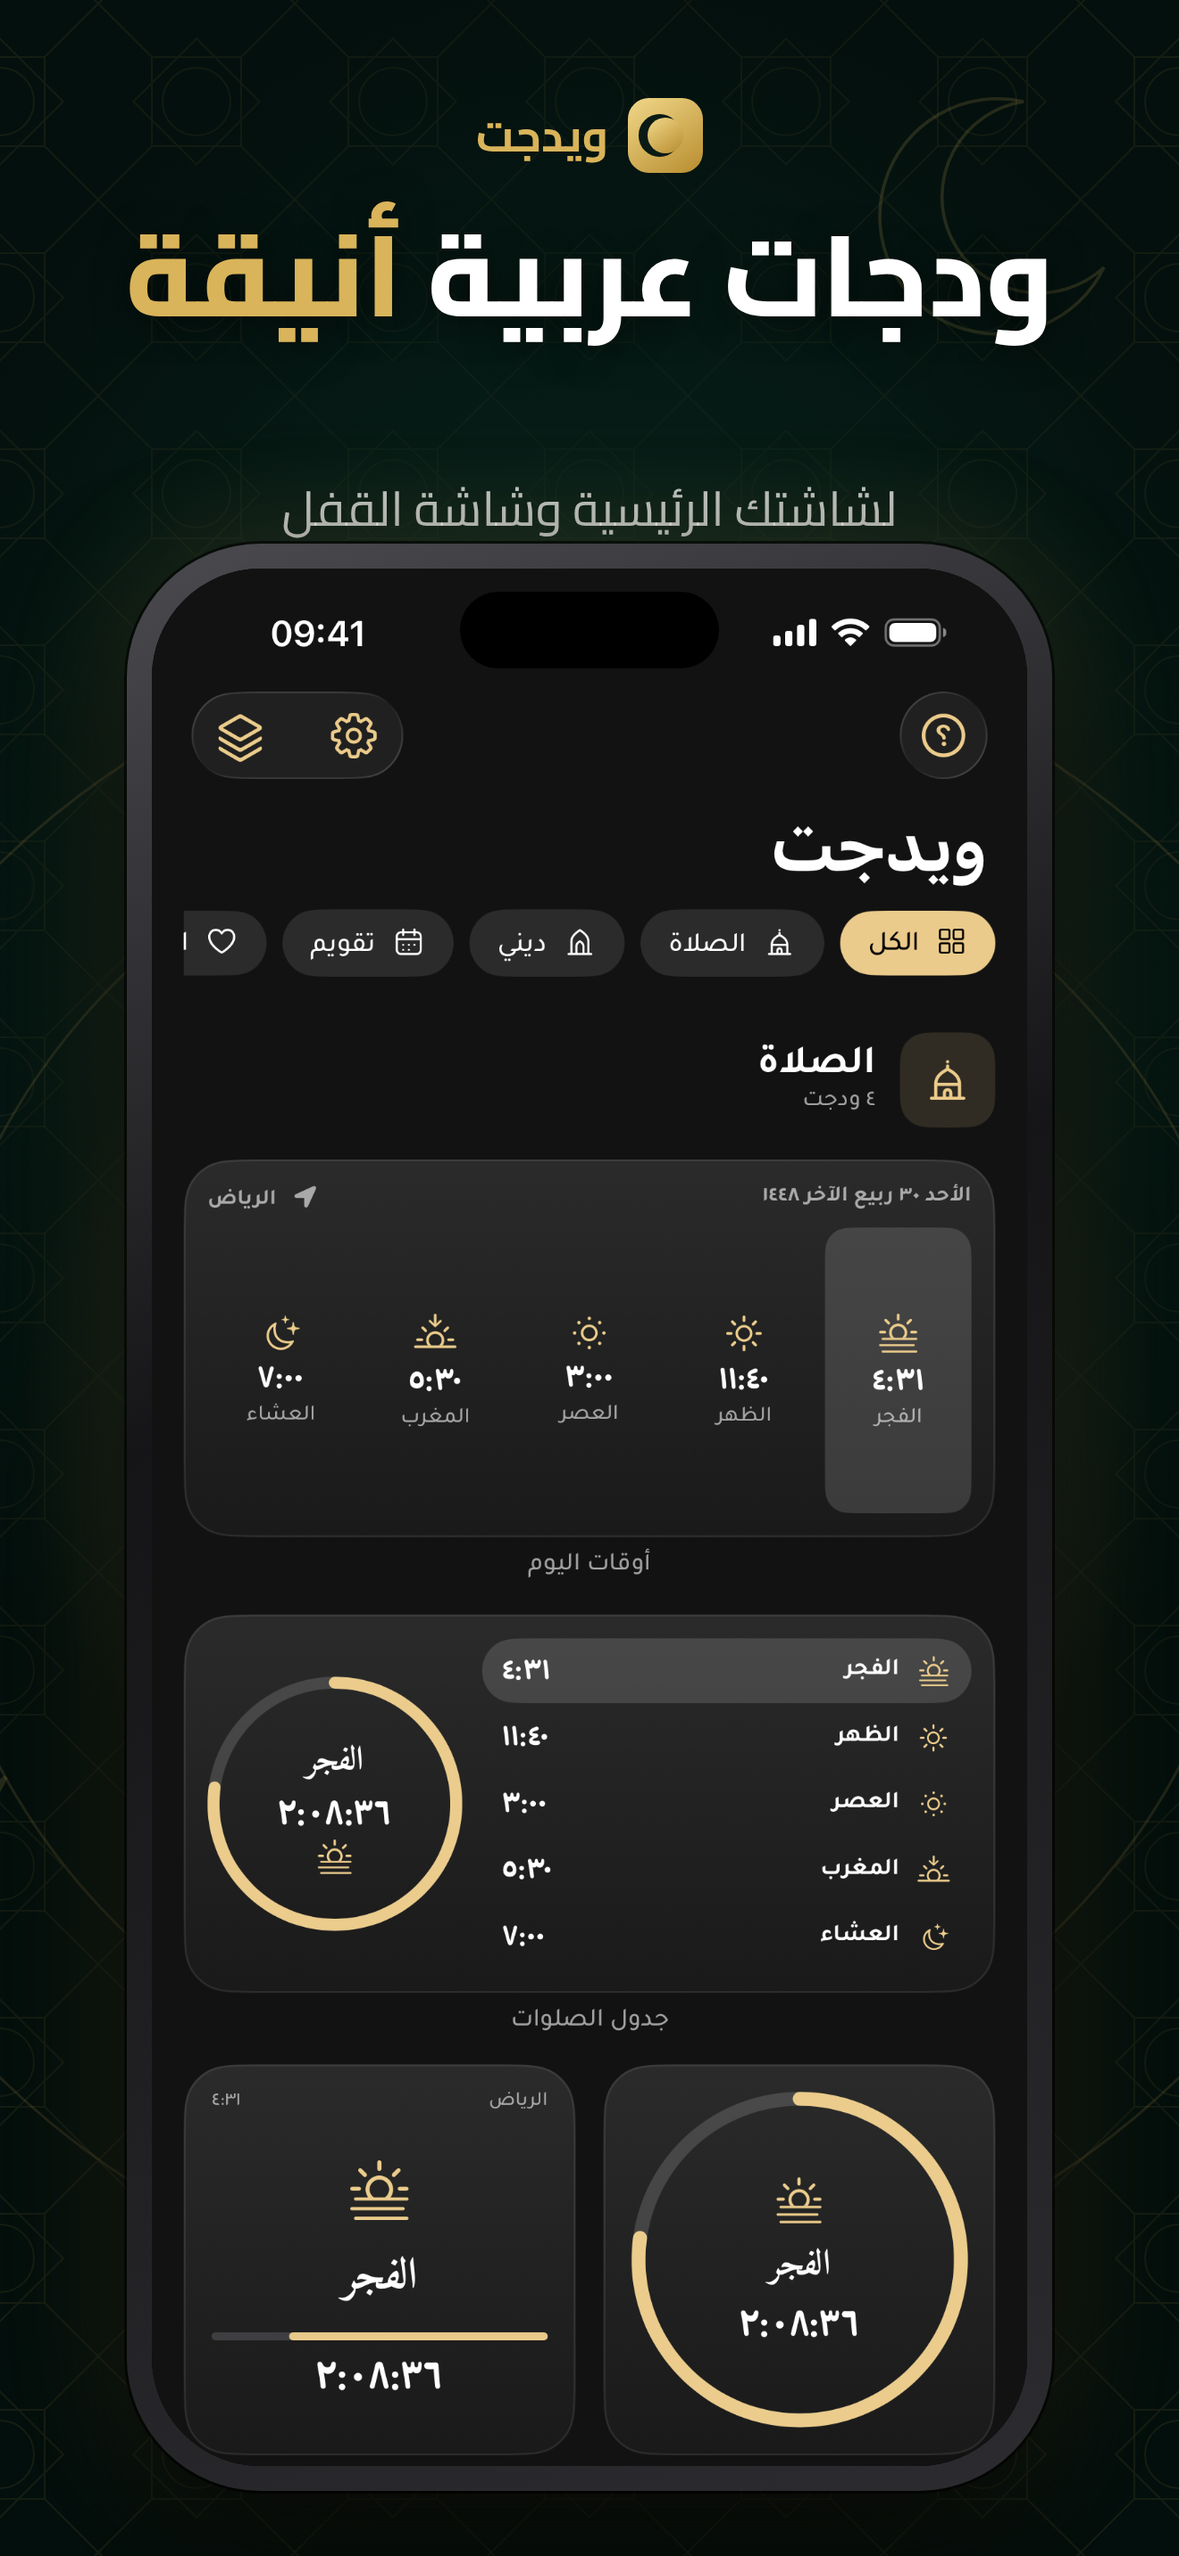 ويدجت
ودجات عربية أنيقة
لشاشتك الرئيسية وشاشة القفل
09:41
ويدجت
الكل
الصلاة
ديني
تقويم
الصلاة
٤ ودجت
الأحد ٣٠ ربيع الآخر ١٤٤٨
الرياض
٤:٣١
١١:٤٠
٣:٠٠
٥:٣٠
٧:٠٠
الفجر
الظهر
العصر
المغرب
العشاء
أوقات اليوم
الفجر ٤:٣١
الظهر ١١:٤٠
العصر ٣:٠٠
المغرب ٥:٣٠
العشاء ٧:٠٠
الفجر
٢:٠٨:٣٦
جدول الصلوات
الفجر
٢:٠٨:٣٦
الرياض
٤:٣١
الفجر
٢:٠٨:٣٦